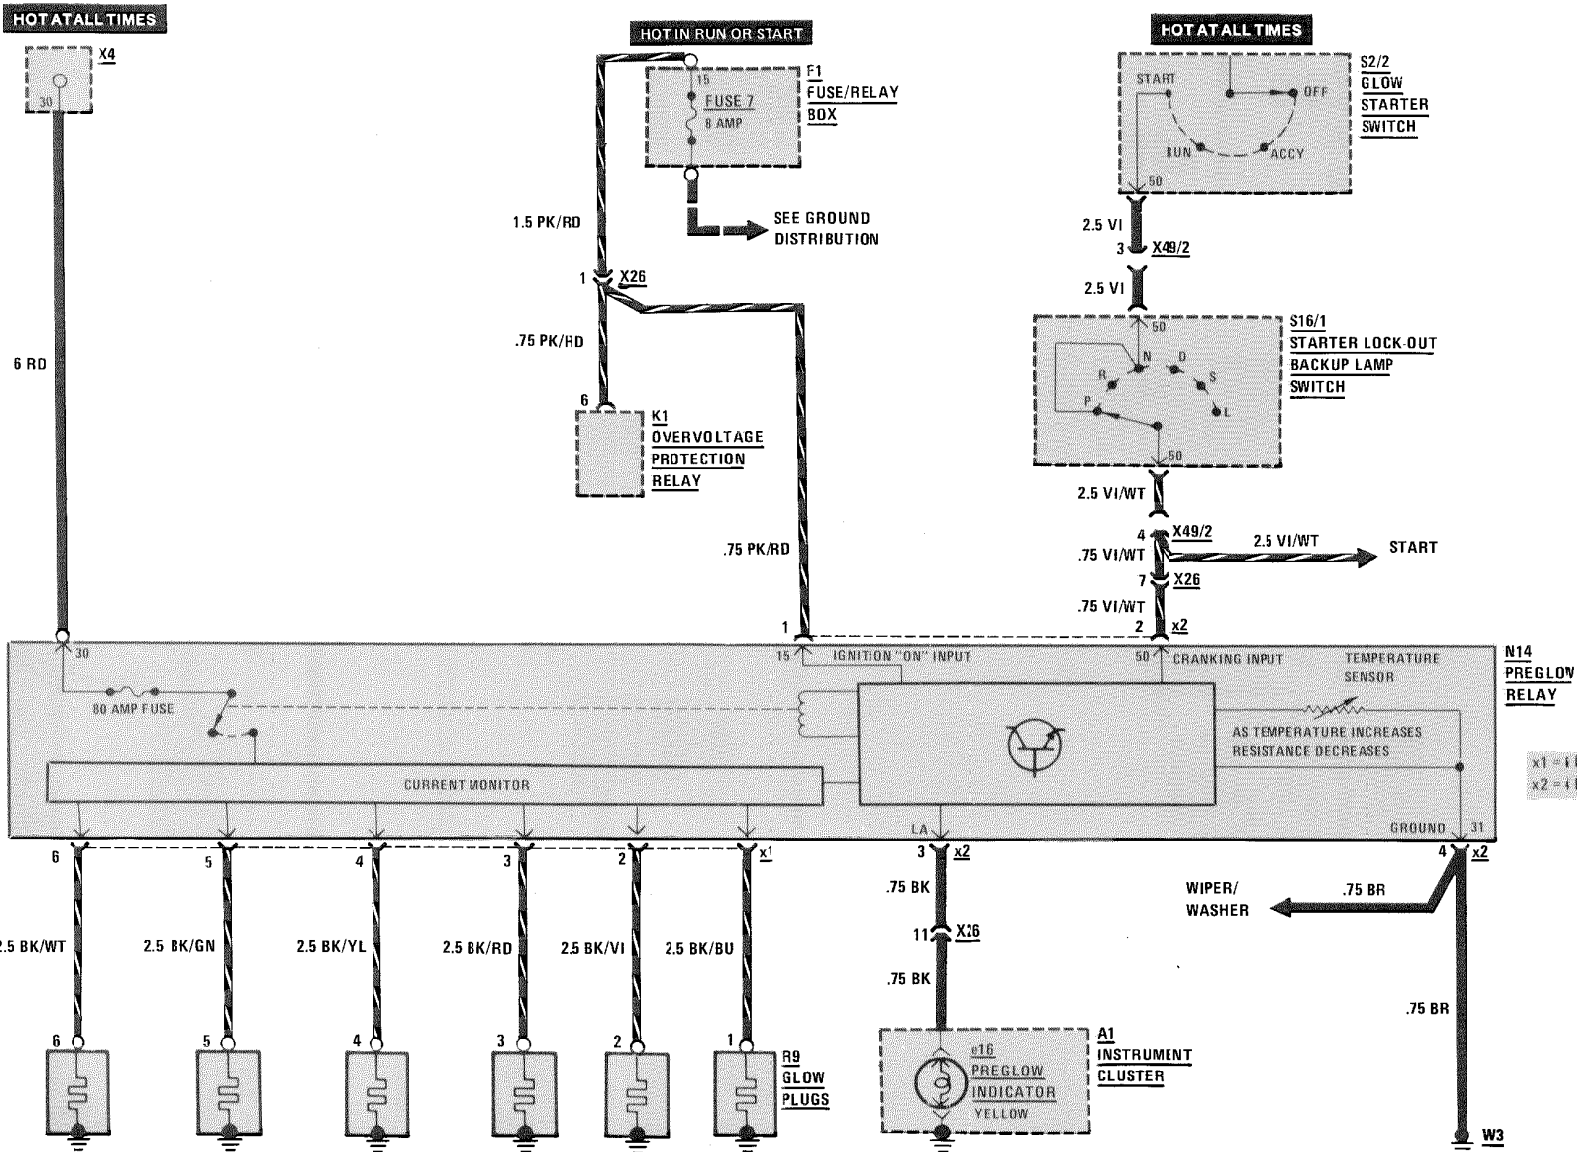 HOT AT ALL TIMES
X4
30
6 RD
HOT IN RUN OR START
15
FUSE 7
8 AMP
F1
FUSE/RELAY
BOX
SEE GROUND
DISTRIBUTION
1.5 PK/RD
1
X26
.75 PK/RD
6
K1
OVERVOLTAGE
PROTECTION
RELAY
.75 PK/RD
HOT AT ALL TIMES
START
OFF
RUN
ACCY
50
S2/2
GLOW
STARTER
SWITCH
2.5 VI
3
X49/2
2.5 VI
50
N
D
R
S
P
L
50
S16/1
STARTER LOCK-OUT
BACKUP LAMP
SWITCH
2.5 VI/WT
4
X49/2
2.5 VI/WT
START
.75 VI/WT
7
X26
.75 VI/WT
1
2
x2
30
15
IGNITION "ON" INPUT
50
CRANKING INPUT
TEMPERATURE
SENSOR
N14
PREGLOW
RELAY
80 AMP FUSE
AS TEMPERATURE INCREASES
RESISTANCE DECREASES
x1 =
x2 =
CURRENT MONITOR
LA
GROUND
31
6
5
4
3
2
x1
3
x2
4
x2
.75 BK
WIPER/
WASHER
.75 BR
2.5 BK/WT
2.5 BK/GN
2.5 BK/YL
2.5 BK/RD
2.5 BK/VI
2.5 BK/BU
11
X26
.75 BK
.75 BR
6
5
4
3
2
1
R9
GLOW
PLUGS
e16
PREGLOW
INDICATOR
YELLOW
A1
INSTRUMENT
CLUSTER
W3